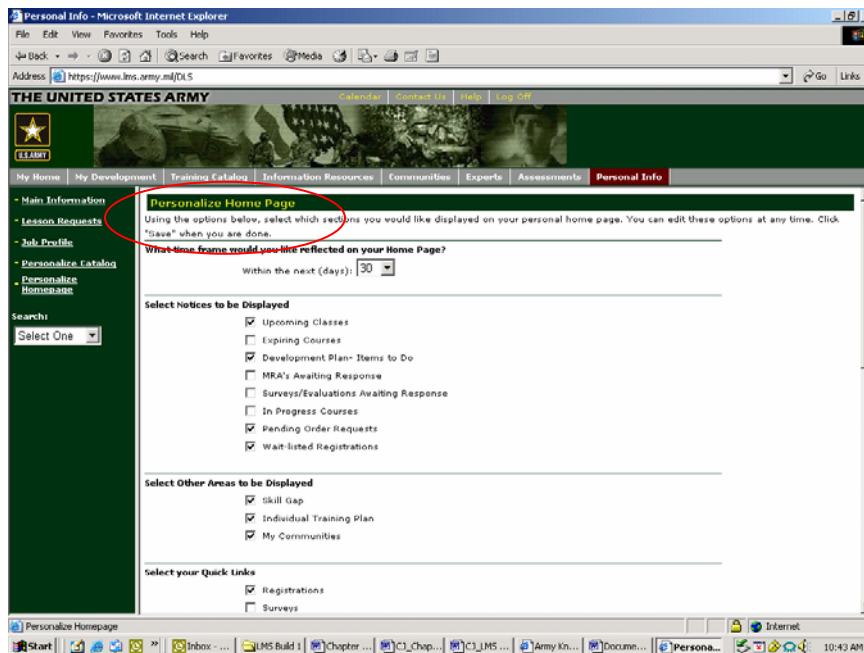 Personal Info - Microsoft Internet Explorer
File Edit View Favorites Tools Help
Back Search Favorites Media
Address https://www.lms.army.mil/DLS Go Links
THE UNITED STATES ARMY Calendar Contact Us Help Log Off
U.S.ARMY
My Home My Development Training Catalog Information Resources Communities Experts Assessments Personal Info
- Main Information
- Lesson Requests
- Job Profile
- Personalize Catalog
- Personalize
Homepage
Search:
Select One
Personalize Home Page
Using the options below, select which sections you would like displayed on your personal home page. You can edit these options at any time. Click
"Save" when you are done.
What time frame would you like reflected on your Home Page?
Within the next (days): 30
Select Notices to be Displayed
Upcoming Classes
Expiring Courses
Development Plan- Items to Do
MRA's Awaiting Response
Surveys/Evaluations Awaiting Response
In Progress Courses
Pending Order Requests
Wait-listed Registrations
Select Other Areas to be Displayed
Skill Gap
Individual Training Plan
My Communities
Select your Quick Links
Registrations
Surveys
Personalize Homepage Internet
Start » Inbox - ... LMS Build 1 Chapter ... C1_Chap... C3_LMS ... Army Kn... Docume... Persona... 10:43 AM